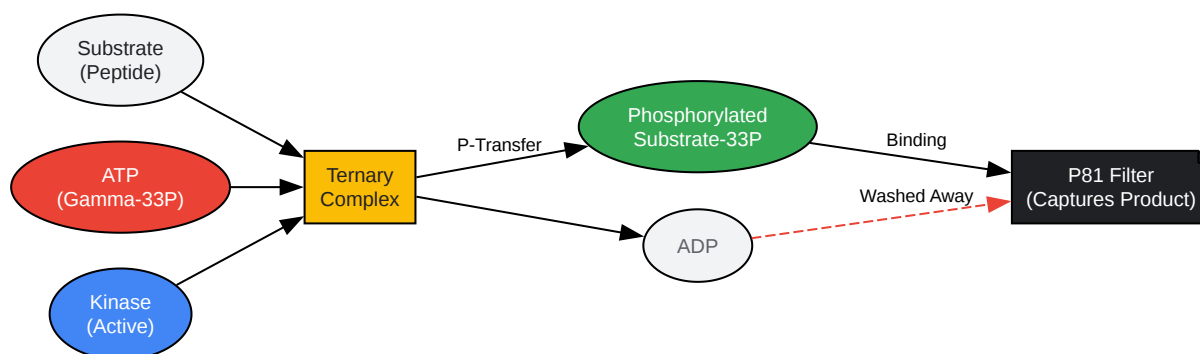 Substrate
(Peptide)
ATP
(Gamma-33P)
Kinase
(Active)
Ternary
Complex
P-Transfer
Phosphorylated
Substrate-33P
ADP
Binding
Washed Away
P81 Filter
(Captures Product)